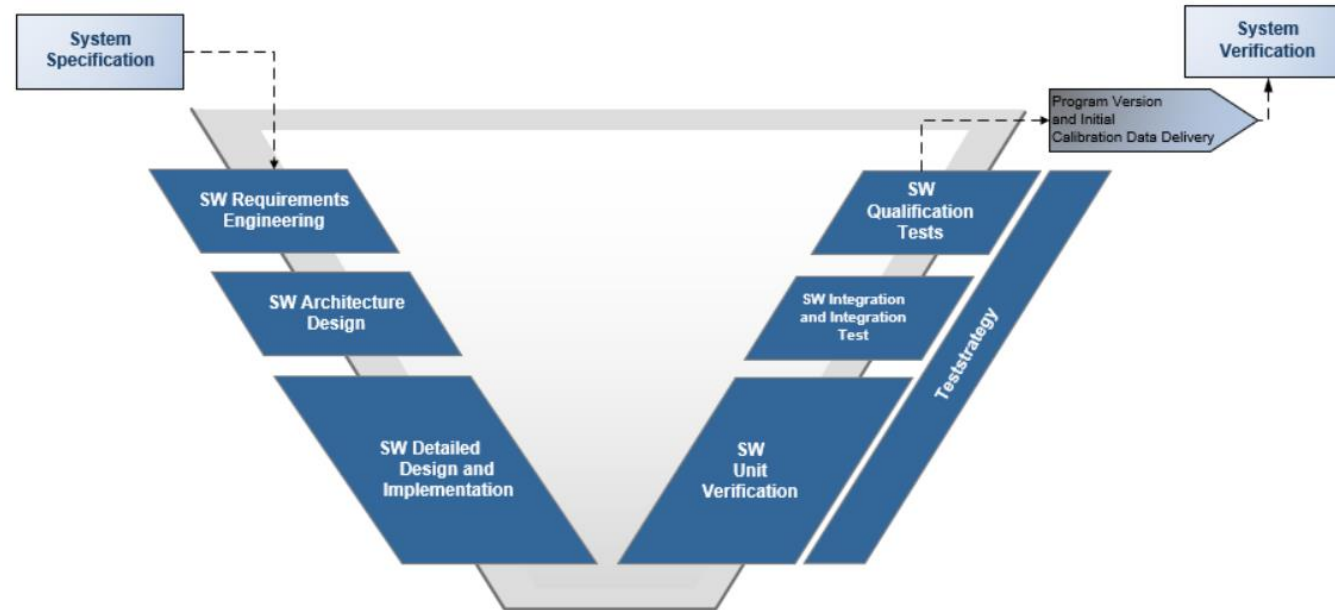 System
Specification
System
Verification
Program Version
and Initial
Calibration Data Delivery
SW Requirements
Engineering
SW
Qualification
Tests
SW Architecture
Design
SW Integration
and Integration
Test
Teststrategy
SW Detailed
Design and
Implementation
SW
Unit
Verification